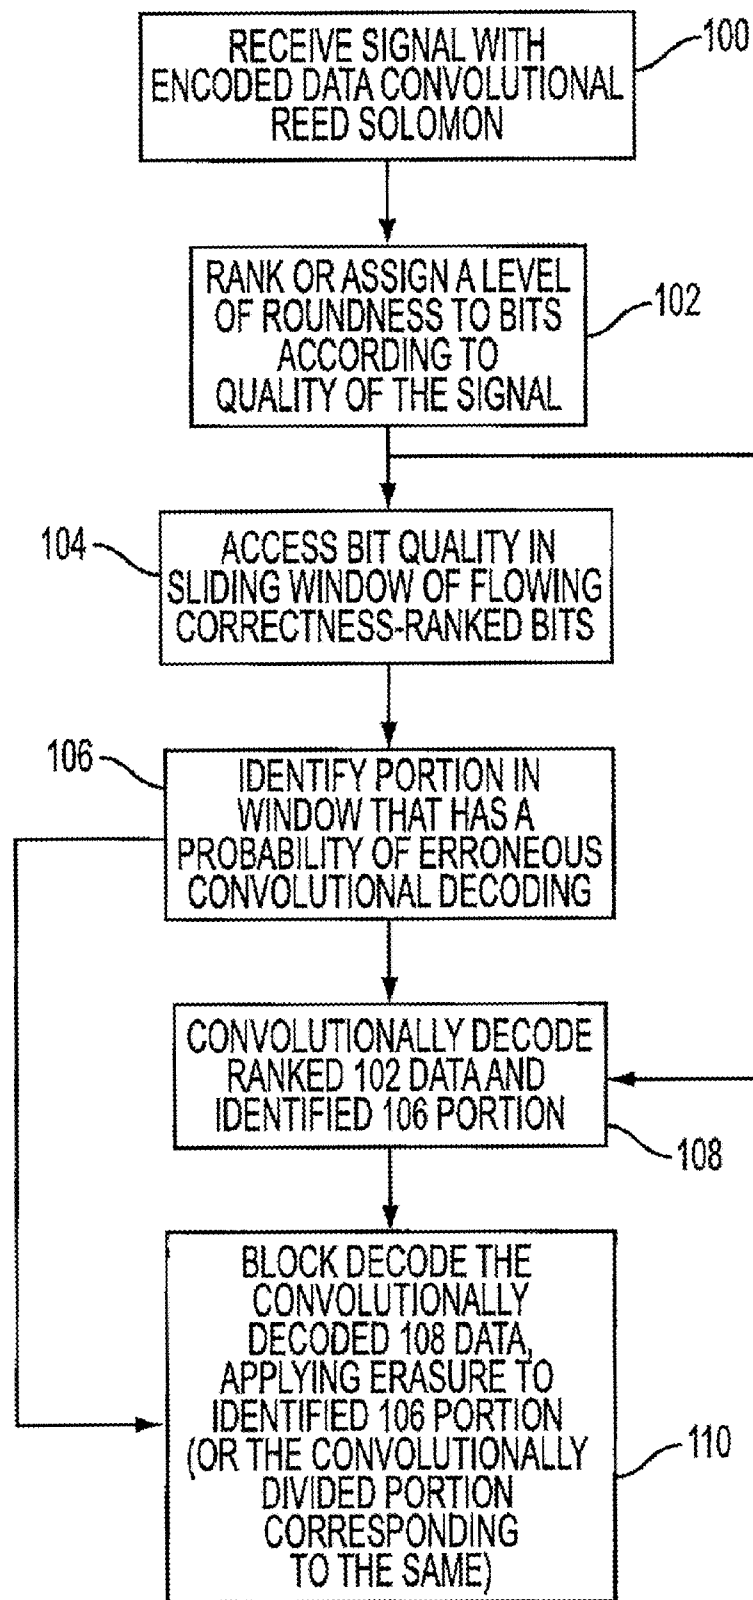 RECEIVE SIGNAL WITH
ENCODED DATA CONVOLUTIONAL
REED SOLOMON
100
RANK OR ASSIGN A LEVEL
OF ROUNDNESS TO BITS
ACCORDING TO
QUALITY OF THE SIGNAL
102
104
ACCESS BIT QUALITY IN
SLIDING WINDOW OF FLOWING
CORRECTNESS-RANKED BITS
106
IDENTIFY PORTION IN
WINDOW THAT HAS A
PROBABILITY OF ERRONEOUS
CONVOLUTIONAL DECODING
CONVOLUTIONALLY DECODE
RANKED 102 DATA AND
IDENTIFIED 106 PORTION
108
BLOCK DECODE THE
CONVOLUTIONALLY
DECODED 108 DATA,
APPLYING ERASURE TO
IDENTIFIED 106 PORTION
(OR THE CONVOLUTIONALLY
DIVIDED PORTION
CORRESPONDING
TO THE SAME)
110